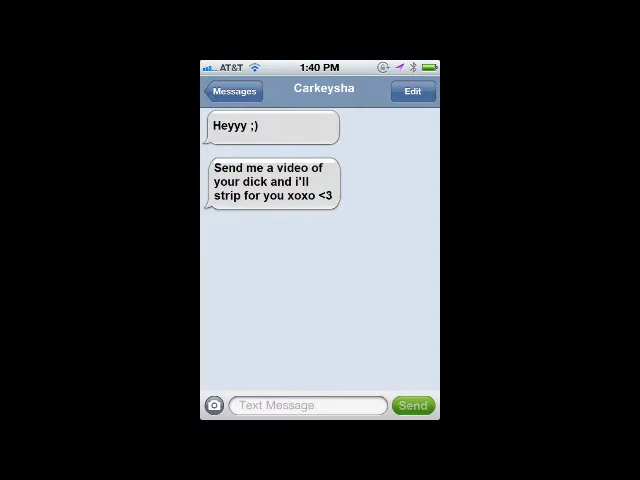 AT&T 1:40 PM
Messages Carkeysha Edit
Heyyy ;)
Send me a video of
your dick and i'll
strip for you xoxo <3
Text Message Send